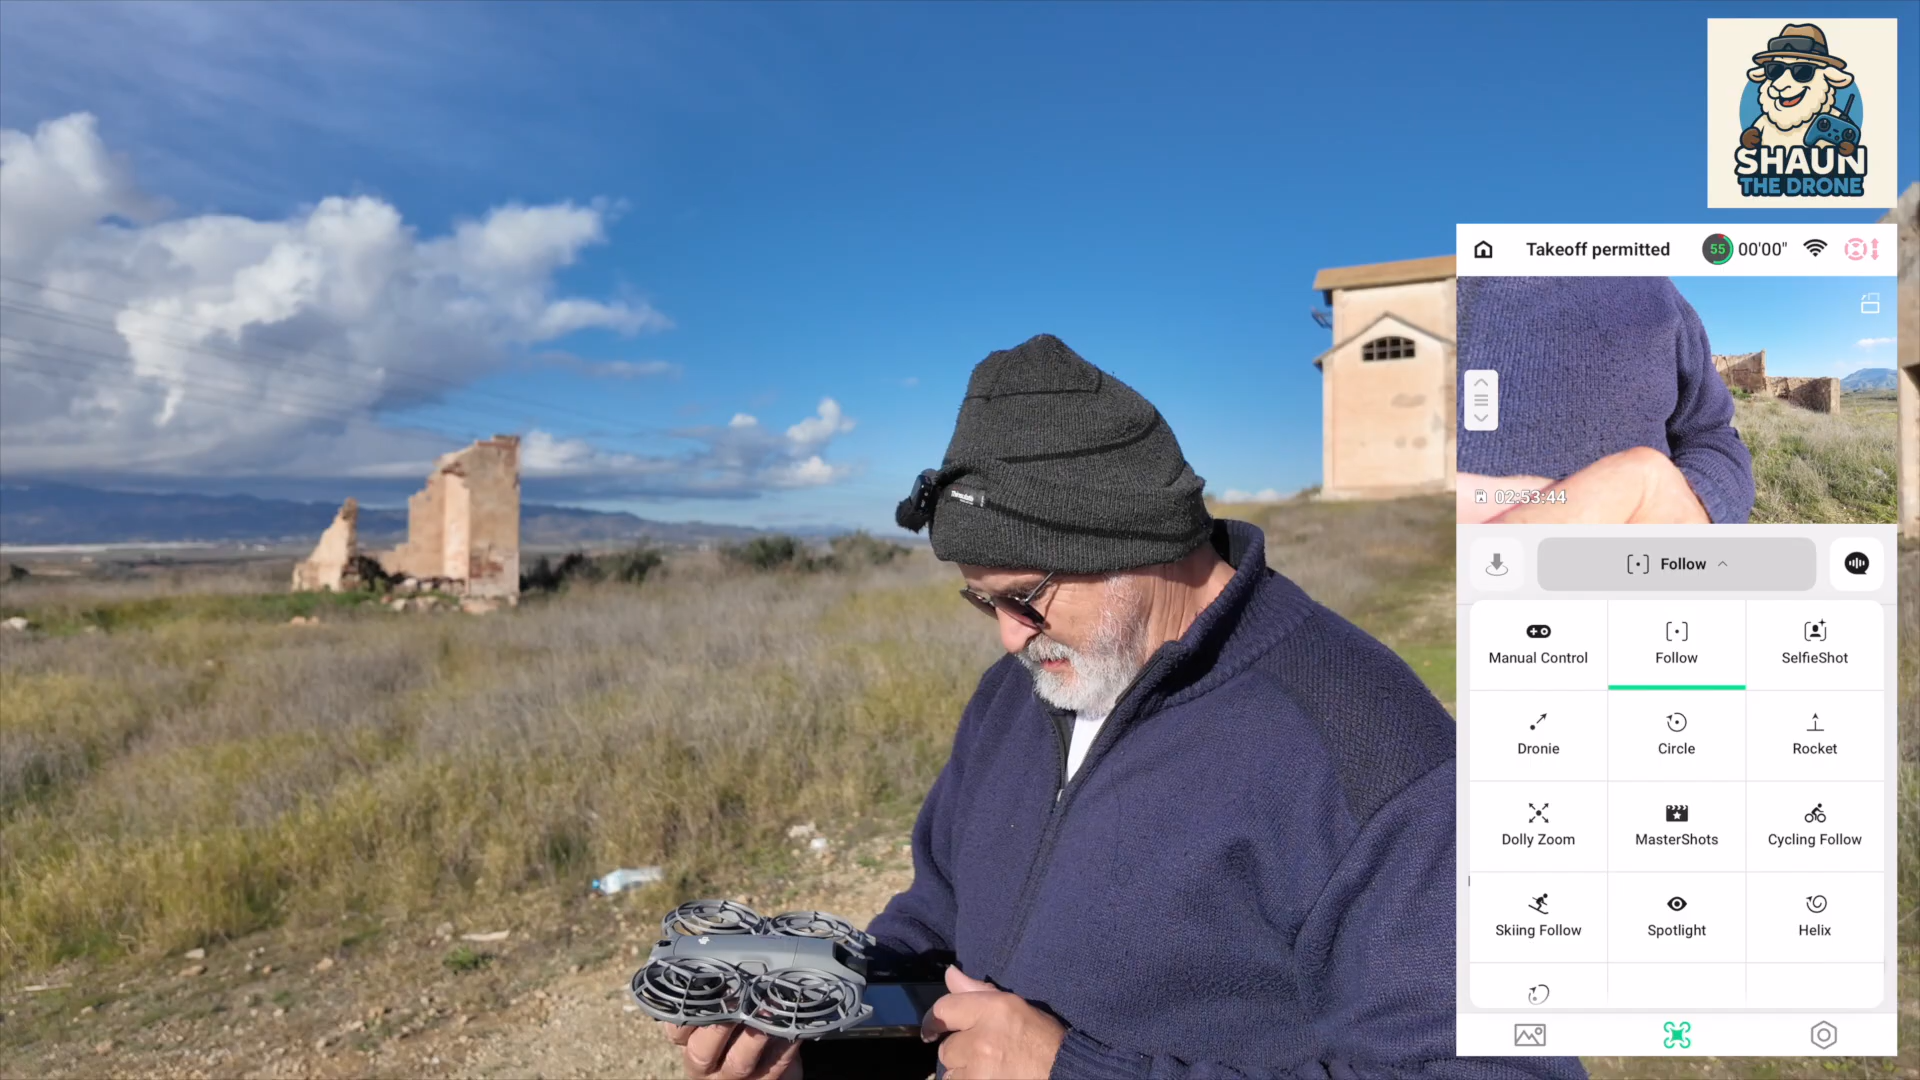 SHAUN
THE DRONE
Takeoff permitted
55
00'00"
02:53:44
Follow
Manual Control
Follow
SelfieShot
Dronie
Circle
Rocket
Dolly Zoom
MasterShots
Cycling Follow
Skiing Follow
Spotlight
Helix